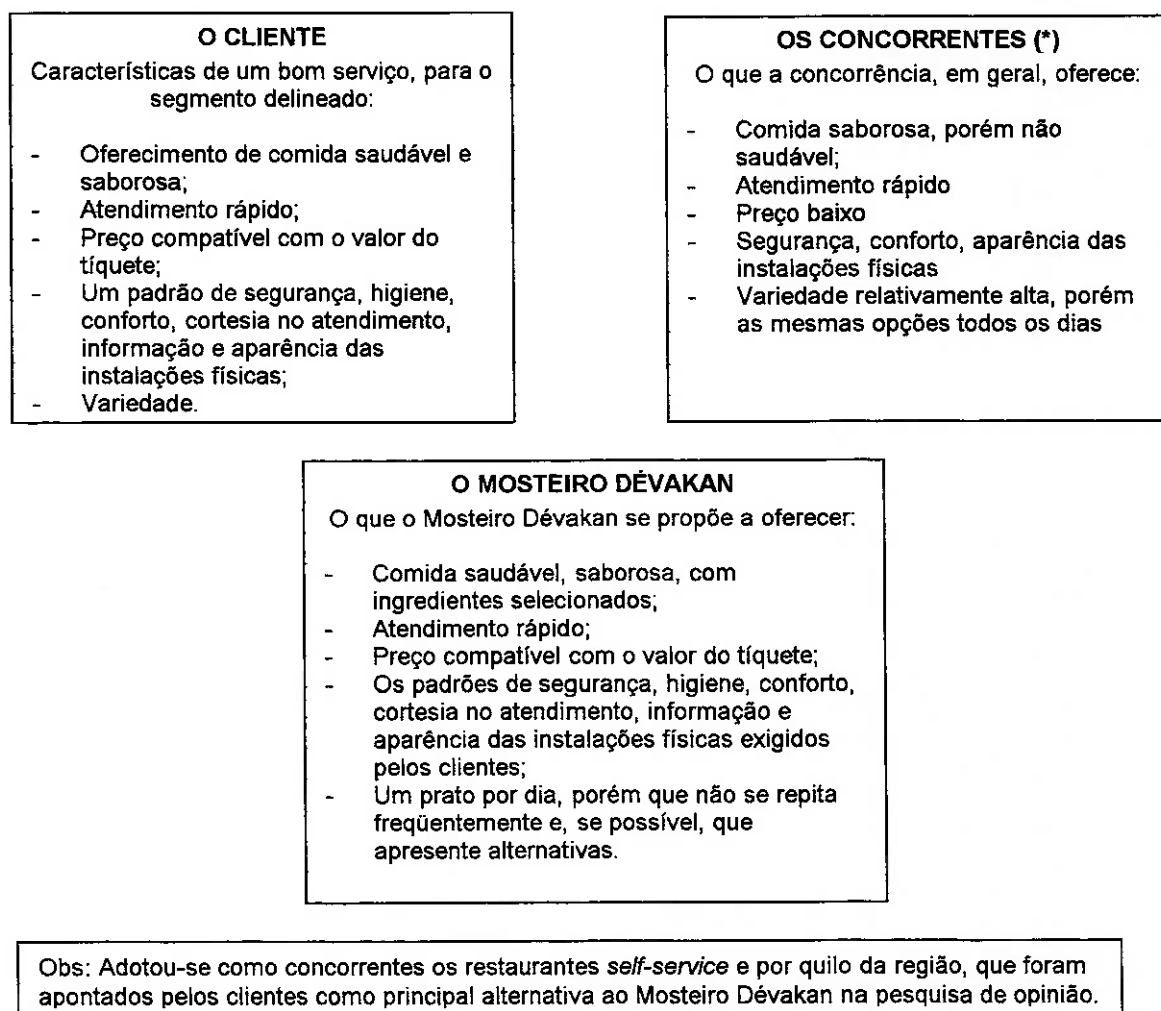 O CLIENTE
Características de um bom serviço, para o
segmento delineado:
- Oferecimento de comida saudável e
saborosa;
- Atendimento rápido;
- Preço compatível com o valor do
tíquete;
- Um padrão de segurança, higiene,
conforto, cortesia no atendimento,
informação e aparência das
instalações físicas;
- Variedade.
OS CONCORRENTES (*)
O que a concorrência, em geral, oferece:
- Comida saborosa, porém não
saudável;
- Atendimento rápido
- Preço baixo
- Segurança, conforto, aparência das
instalações físicas
- Variedade relativamente alta, porém
as mesmas opções todos os dias
O MOSTEIRO DÉVAKAN
O que o Mosteiro Dévakan se propõe a oferecer:
- Comida saudável, saborosa, com
ingredientes selecionados;
- Atendimento rápido;
- Preço compatível com o valor do tíquete;
- Os padrões de segurança, higiene, conforto,
cortesia no atendimento, informação e
aparência das instalações físicas exigidos
pelos clientes;
- Um prato por dia, porém que não se repita
freqüentemente e, se possível, que
apresente alternativas.
Obs: Adotou-se como concorrentes os restaurantes self-service e por quilo da região, que foram
apontados pelos clientes como principal alternativa ao Mosteiro Dévakan na pesquisa de opinião.